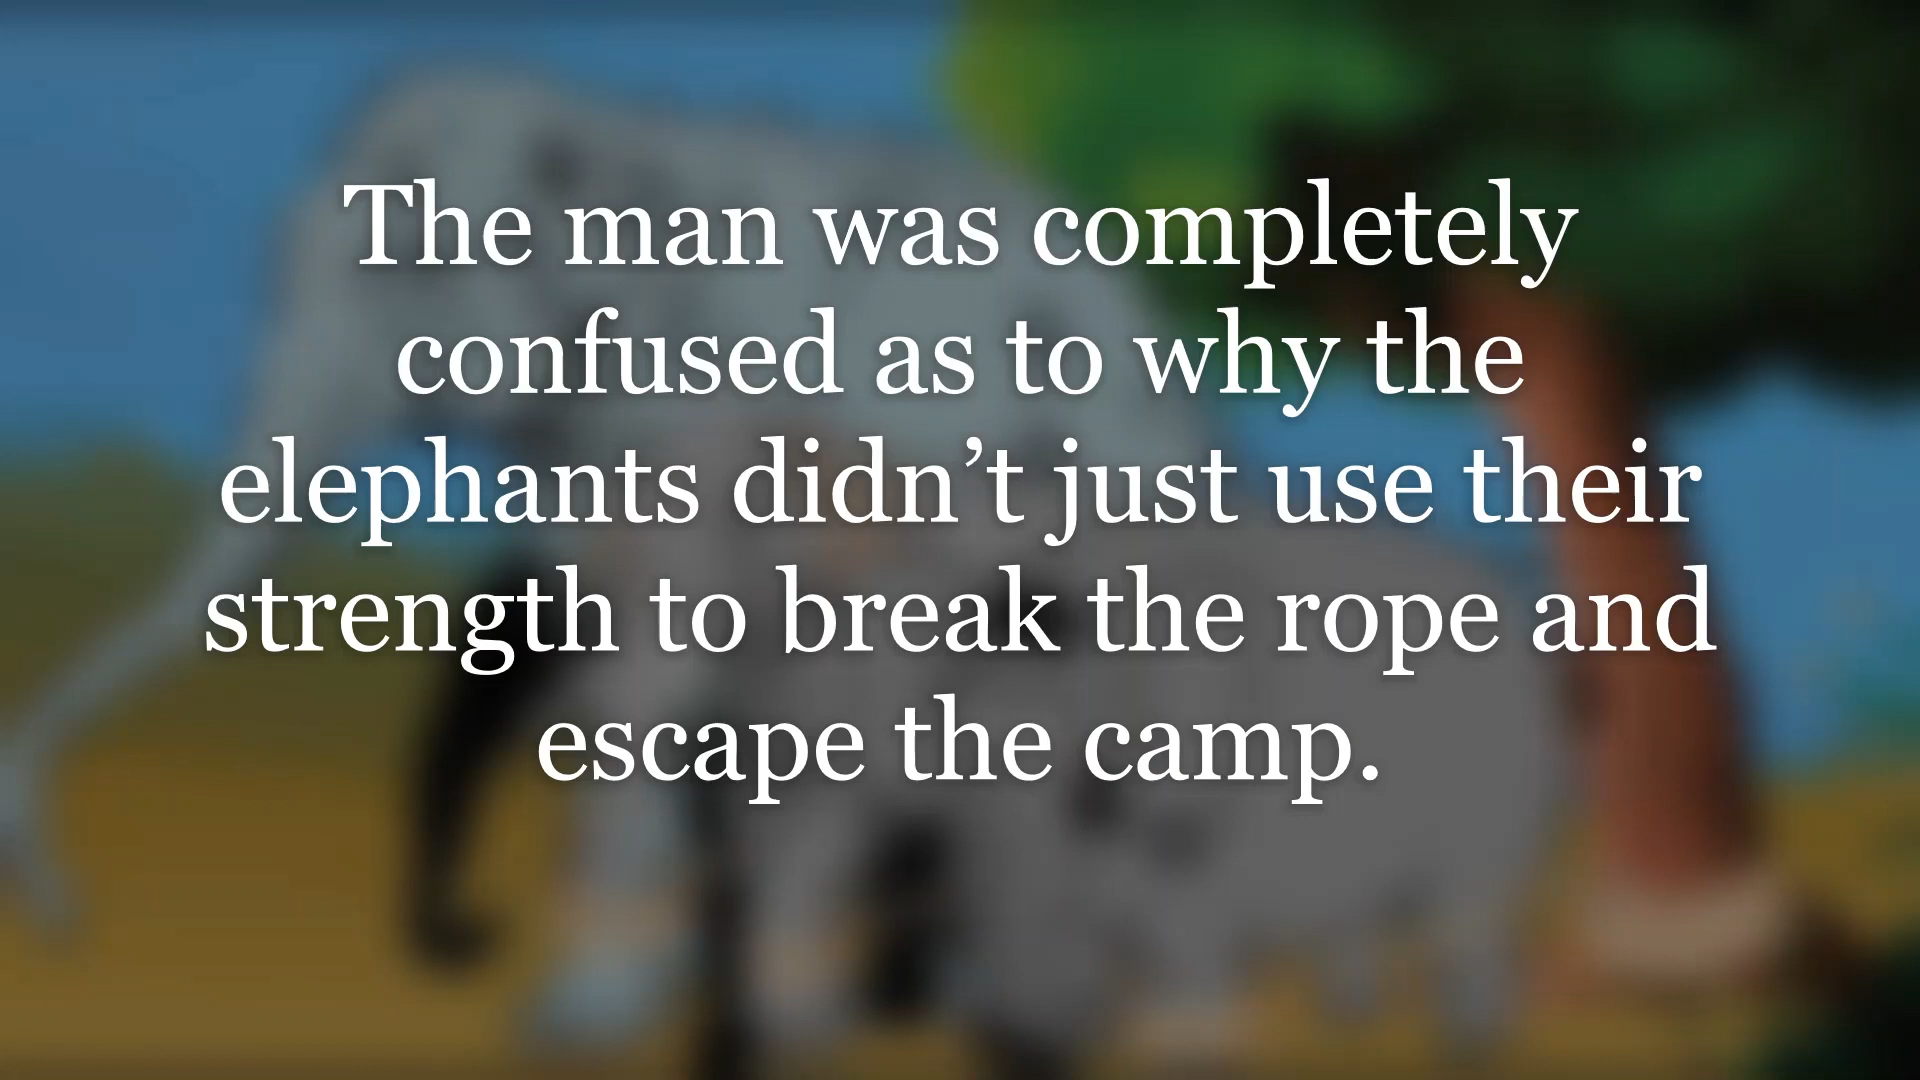 The man was completely
confused as to why the
elephants didn’t just use their
strength to break the rope and
escape the camp.